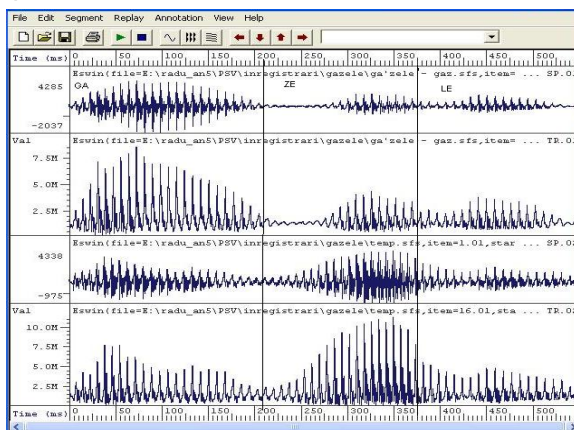 File Edit Segment Replay Annotation View Help
Time (ms) 0 50 100 150 200 250 300 350 400 450 500
Eswin(file=E:\radu_an5\PSV\inregistrari\gazele\ga'zele - gaz.sfs,item= ... SP.0
4285
GA ZE LE
-2037
Val Eswin(file=E:\radu_an5\PSV\inregistrari\gazele\ga'zele - gaz.sfs,item= ... TR.0
7.5M
5.0M
2.5M
Eswin(file=E:\radu_an5\PSV\inregistrari\gazele\temp.sfs,item=1.01,star ... SP.0
4338
-975
Val Eswin(file=E:\radu_an5\PSV\inregistrari\gazele\temp.sfs,item=16.01,sta ... TR.0
10.0M
7.5M
5.0M
2.5M
Time (ms) 0 50 100 150 200 250 300 350 400 450 500